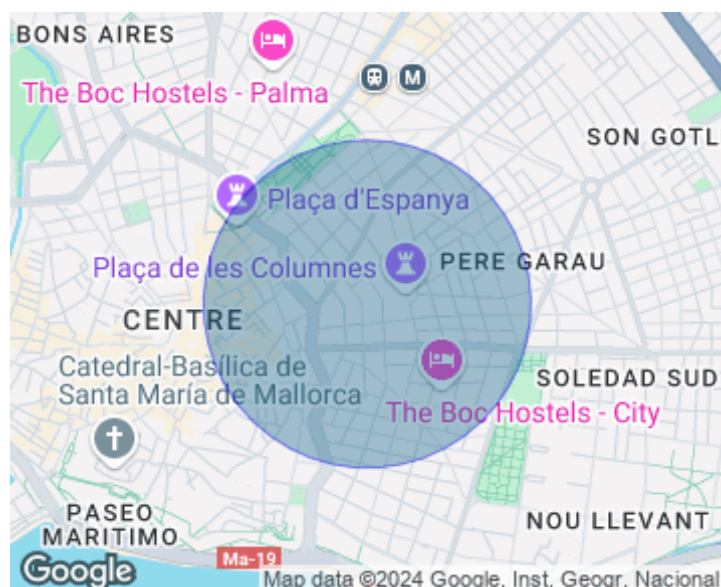 BONS AIRES
The Boc Hostels - Palma
M
SON GOTL
Plaça d'Espanya
Plaça de les Columnes
PERE GARAU
CENTRE
Catedral-Basílica de
Santa María de Mallorca
SOLEDAD SUD
The Boc Hostels - City
PASEO
MARITIMO
NOU LLEVANT
Ma-19
Google
Map data ©2024 Google, Inst. Geogr. Nacional